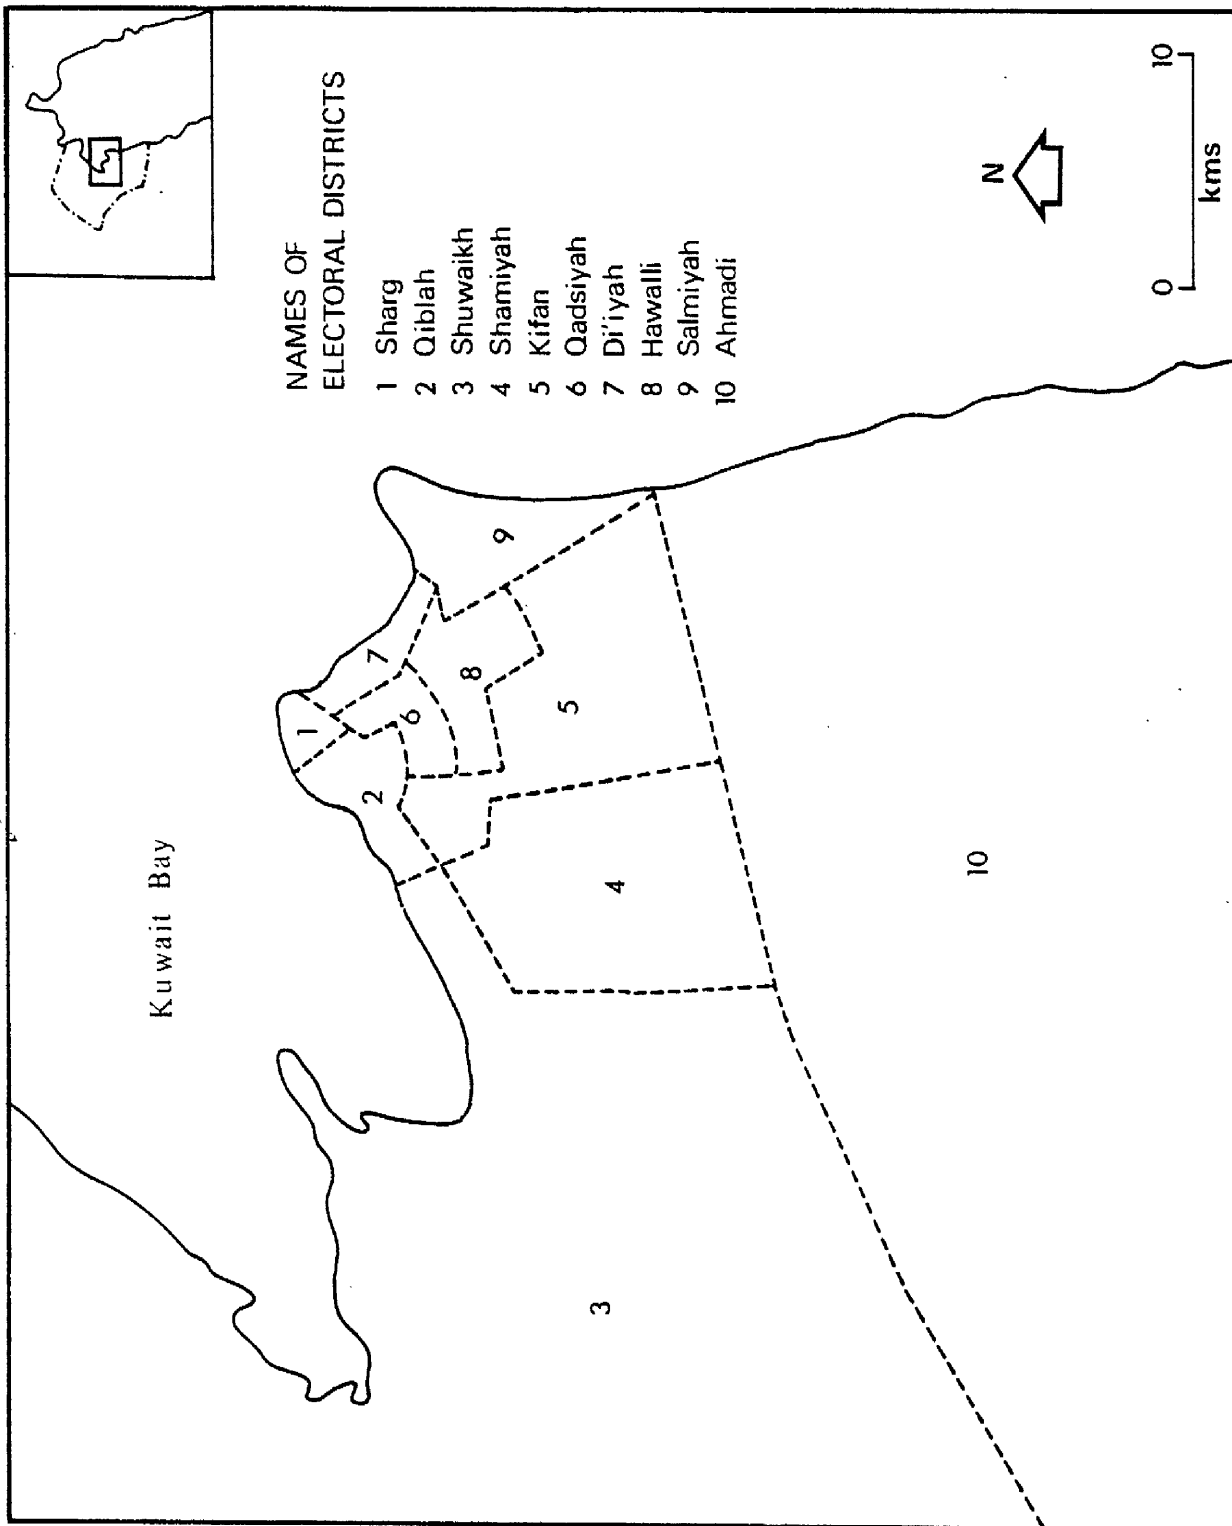 NAMES OF
ELECTORAL DISTRICTS
1 Sharg
2 Qiblah
3 Shuwaikh
4 Shamiyah
5 Kifan
6 Qadsiyah
7 Di'iyah
8 Hawalli
9 Salmiyah
10 Ahmadi
Kuwait Bay
1
2
3
4
5
6
7
8
9
10
N
0 10
kms